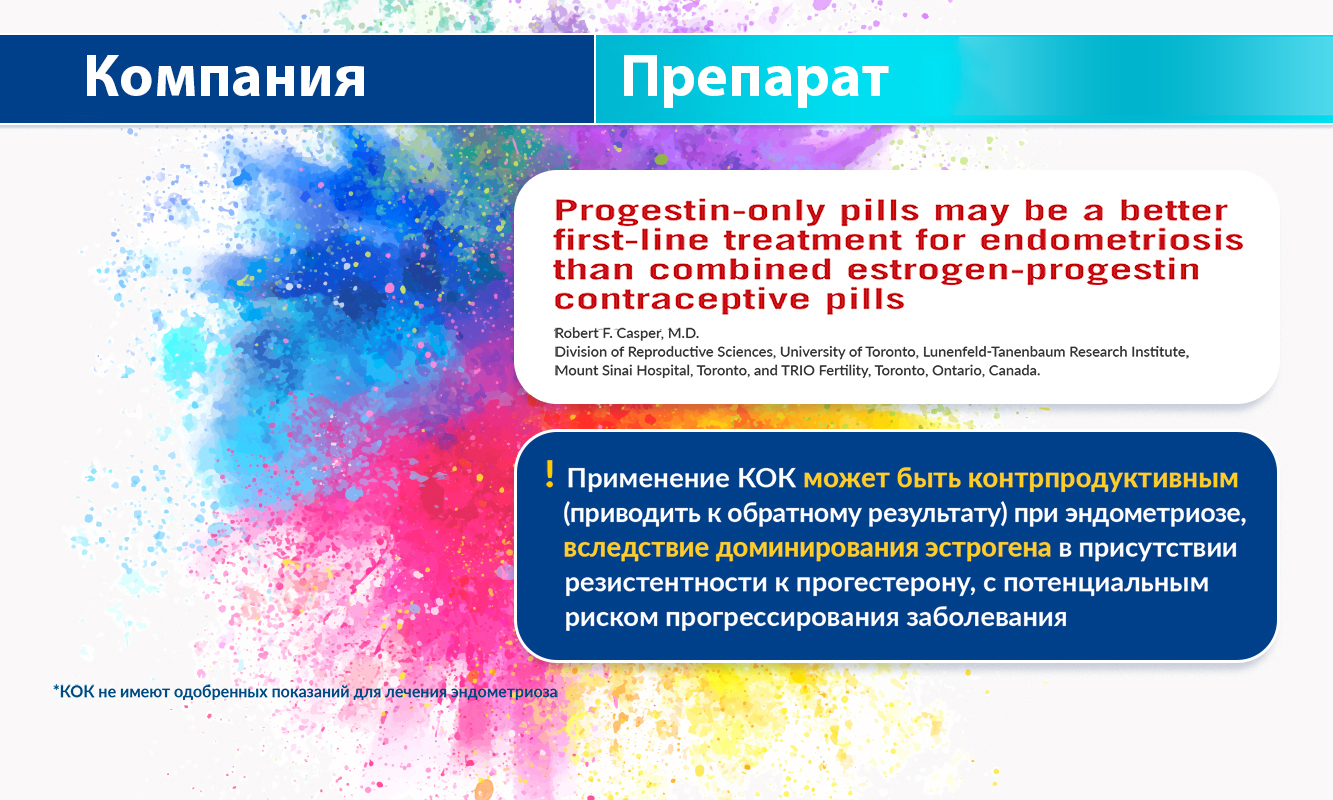 Компания
Препарат
Progestin-only pills may be a better
first-line treatment for endometriosis
than combined estrogen-progestin
contraceptive pills
Robert F. Casper, M.D.
Division of Reproductive Sciences, University of Toronto, Lunenfeld-Tanenbaum Research Institute,
Mount Sinai Hospital, Toronto, and TRIO Fertility, Toronto, Ontario, Canada.
! Применение КОК может быть контрпродуктивным
(приводить к обратному результату) при эндометриозе,
вследствие доминирования эстрогена в присутствии
резистентности к прогестерону, с потенциальным
риском прогрессирования заболевания
*КОК не имеют одобренных показаний для лечения эндометриоза